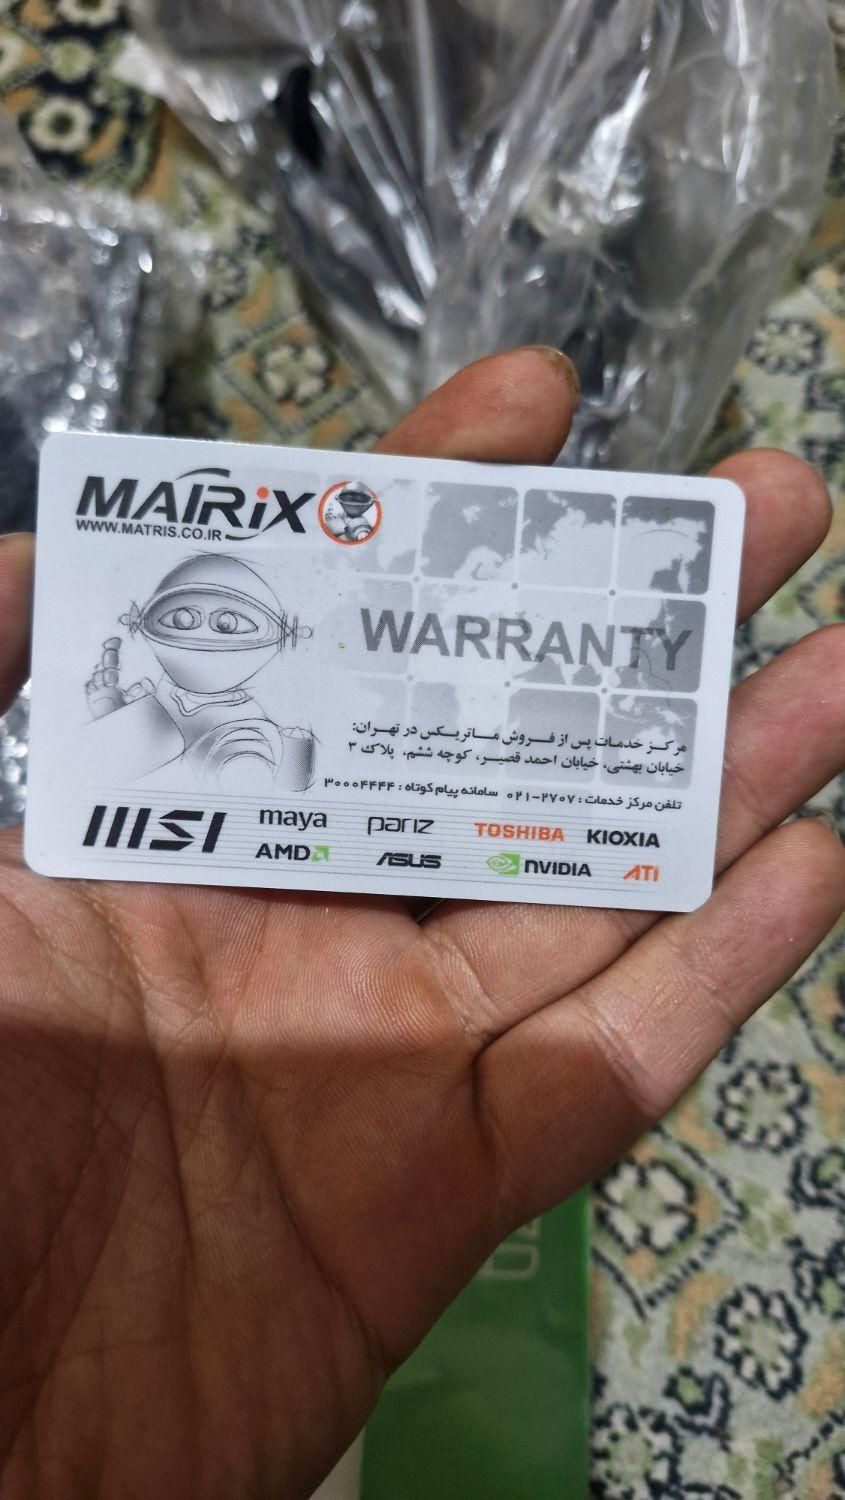 MATRiX
WWW.MATRIS.CO.IR
WARRANTY
مرکز خدمات پس از فروش ماتریکس در تهران:
خیابان بهشتی، خیابان احمد قصیر، کوچه ششم، پلاک ۳
تلفن مرکز خدمات : ۲۷۰۷-۰۲۱ سامانه پیام کوتاه : ۳۰۰۰۴۴۴۴
msi maya pariz TOSHIBA KIOXIA
AMD ASUS NVIDIA ATI